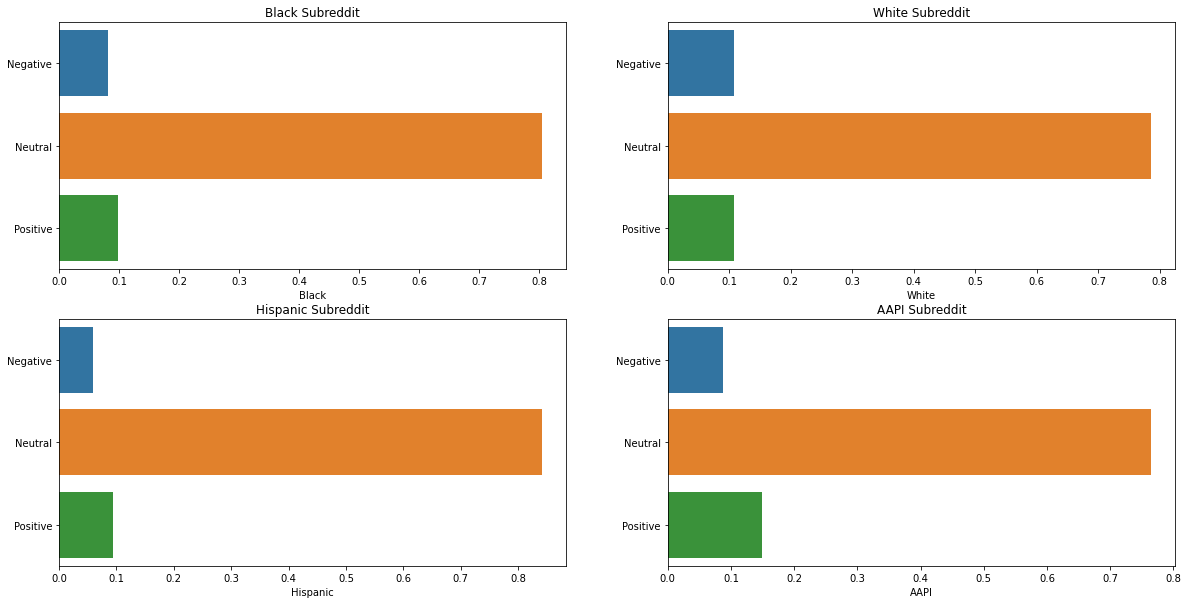 Black Subreddit
Negative
Neutral
Positive
0.0 0.1 0.2 0.3 0.4 0.5 0.6 0.7 0.8
Black
White Subreddit
Negative
Neutral
Positive
0.0 0.1 0.2 0.3 0.4 0.5 0.6 0.7 0.8
White
Hispanic Subreddit
Negative
Neutral
Positive
0.0 0.1 0.2 0.3 0.4 0.5 0.6 0.7 0.8
Hispanic
AAPI Subreddit
Negative
Neutral
Positive
0.0 0.1 0.2 0.3 0.4 0.5 0.6 0.7 0.8
AAPI